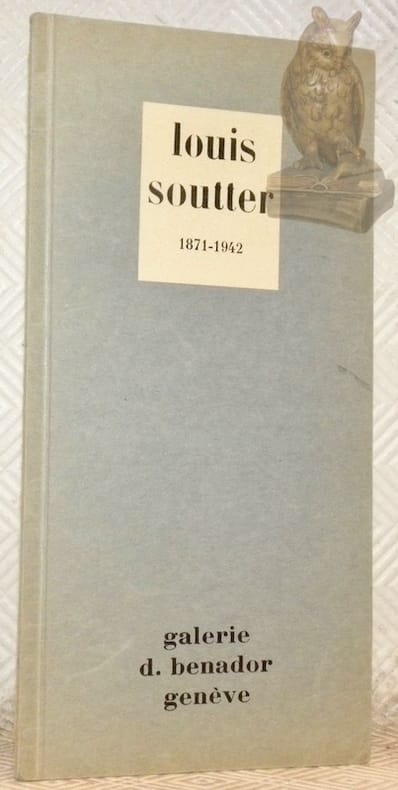 louis
soutter
1871-1942
galerie
d. benador
genève